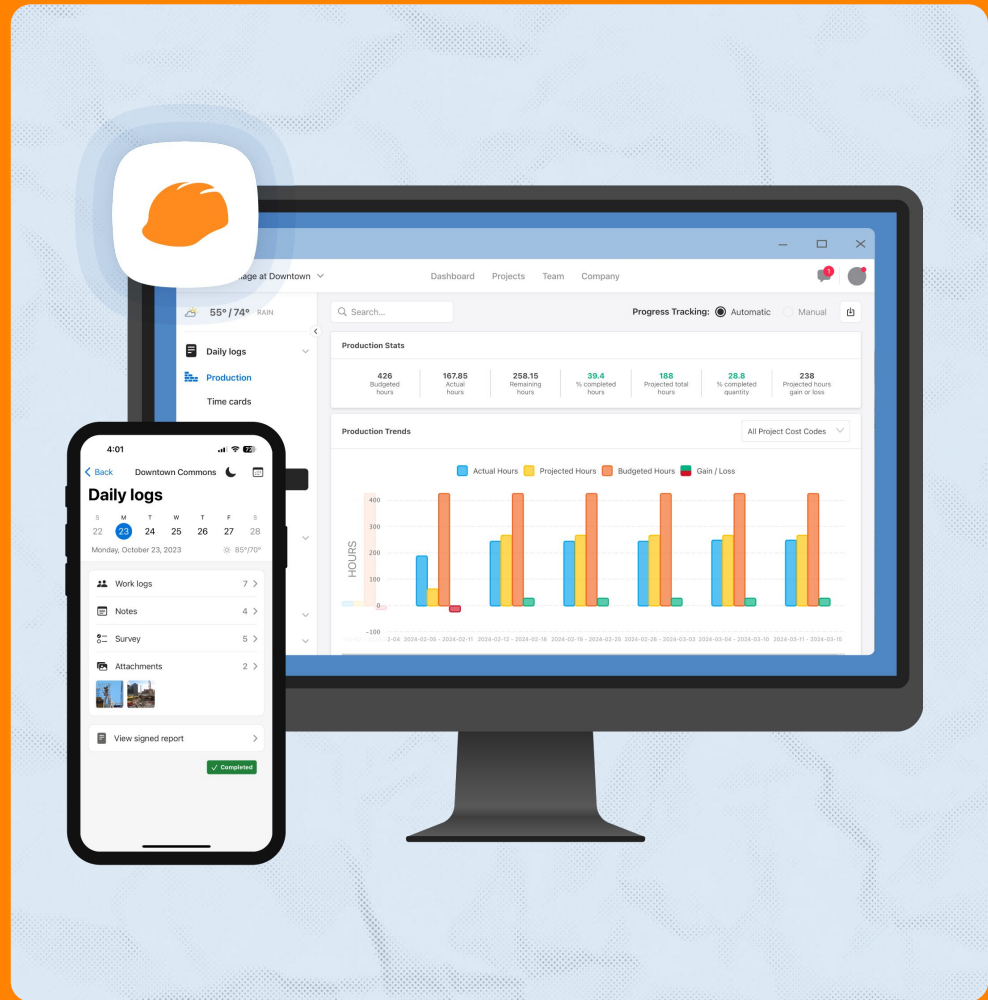 age at Downtown
Dashboard Projects Team Company
1
55° / 74° RAIN
Search...
Progress Tracking: Automatic Manual
Daily logs
Production
Time cards
Production Stats
426 167.85 258.15 39.4 188 28.8 238
Budgeted hours Actual hours Remaining hours % completed hours Projected total hours % completed quantity Projected hours gain or loss
Production Trends
All Project Cost Codes
Actual Hours Projected Hours Budgeted Hours Gain / Loss
HOURS
400
300
200
100
0
-100
3-04 2024-02-05 - 2024-02-11 2024-02-12 - 2024-02-18 2024-02-19 - 2024-02-25 2024-02-26 - 2024-03-03 2024-03-04 - 2024-03-10 2024-03-11 - 2024-03-15
4:01
72
Back Downtown Commons
Daily logs
S M T W T F S
22 23 24 25 26 27 28
Monday, October 23, 2023 85°/70°
Work logs 7
Notes 4
Survey 5
Attachments 2
View signed report
Completed